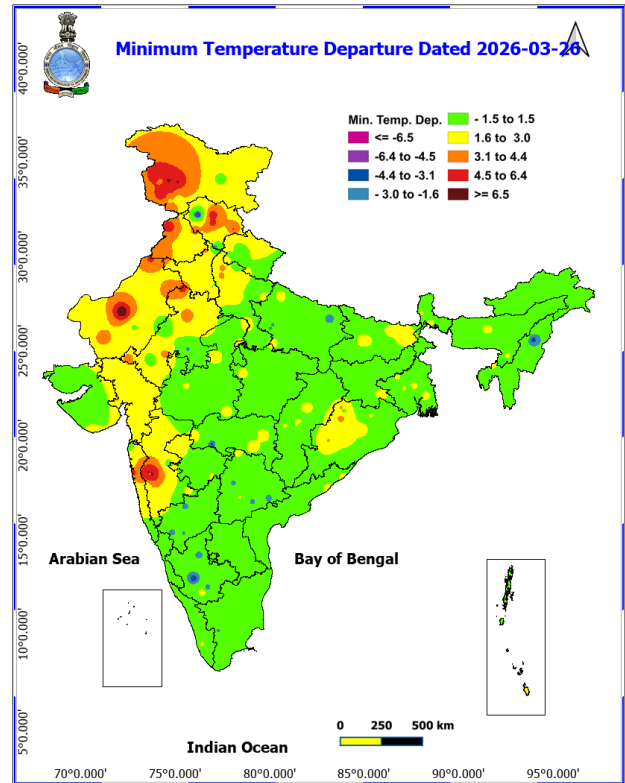 Minimum Temperature Departure Dated 2026-03-26
40°0.000'
35°0.000'
30°0.000'
25°0.000'
20°0.000'
15°0.000'
10°0.000'
5°0.000'
Min. Temp. Dep.
<= -6.5
-6.4 to -4.5
-4.4 to -3.1
- 3.0 to -1.6
- 1.5 to 1.5
1.6 to 3.0
3.1 to 4.4
4.5 to 6.4
>= 6.5
Arabian Sea
Bay of Bengal
Indian Ocean
0 250 500 km
70°0.000' 75°0.000' 80°0.000' 85°0.000' 90°0.000' 95°0.000'